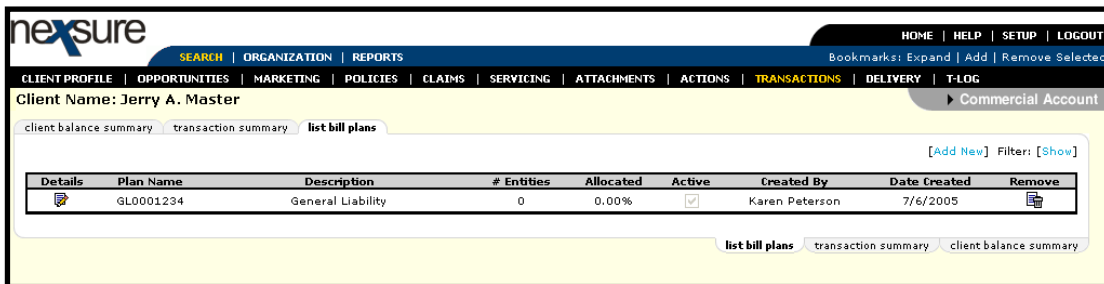 nexsure
HOME | HELP | SETUP | LOGOUT
SEARCH | ORGANIZATION | REPORTS
Bookmarks: Expand | Add | Remove Selected
CLIENT PROFILE | OPPORTUNITIES | MARKETING | POLICIES | CLAIMS | SERVICING | ATTACHMENTS | ACTIONS | TRANSACTIONS | DELIVERY | T-LOG
Client Name: Jerry A. Master
Commercial Account
client balance summary transaction summary list bill plans
[Add New] Filter: [Show]
Details Plan Name Description # Entities Allocated Active Created By Date Created Remove
GL0001234 General Liability 0 0.00% Karen Peterson 7/6/2005
list bill plans transaction summary client balance summary